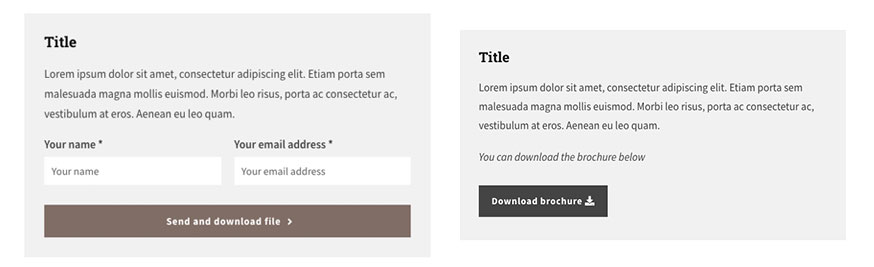 Title
Lorem ipsum dolor sit amet, consectetur adipiscing elit. Etiam porta sem
malesuada magna mollis euismod. Morbi leo risus, porta ac consectetur ac,
vestibulum at eros. Aenean eu leo quam.
Your name * Your email address *
Your name Your email address
Send and download file
Title
Lorem ipsum dolor sit amet, consectetur adipiscing elit. Etiam porta sem
malesuada magna mollis euismod. Morbi leo risus, porta ac consectetur ac,
vestibulum at eros. Aenean eu leo quam.
You can download the brochure below
Download brochure